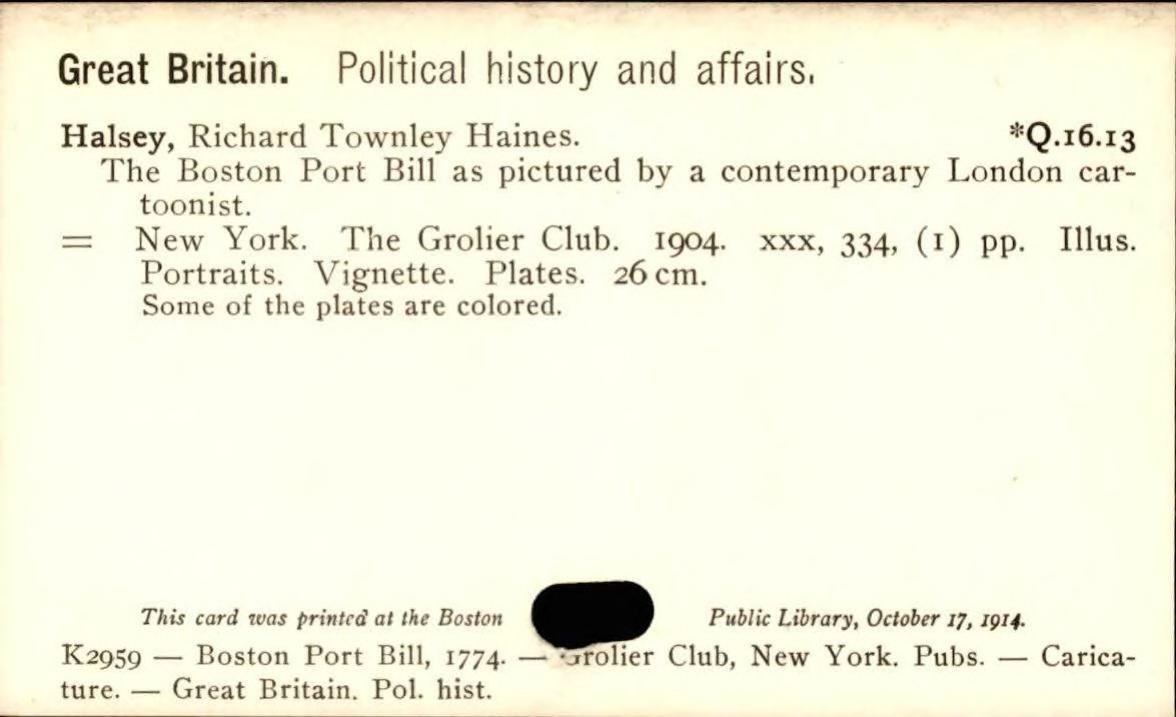 Great Britain. Political history and affairs.
Halsey, Richard Townley Haines. *Q.16.13
The Boston Port Bill as pictured by a contemporary London car-
toonist.
= New York. The Grolier Club. 1904. xxx, 334, (1) pp. Illus.
Portraits. Vignette. Plates. 26 cm.
Some of the plates are colored.
This card was printed at the Boston Public Library, October 17, 1914.
K2959 — Boston Port Bill, 1774. — Grolier Club, New York. Pubs. — Carica-
ture. — Great Britain. Pol. hist.